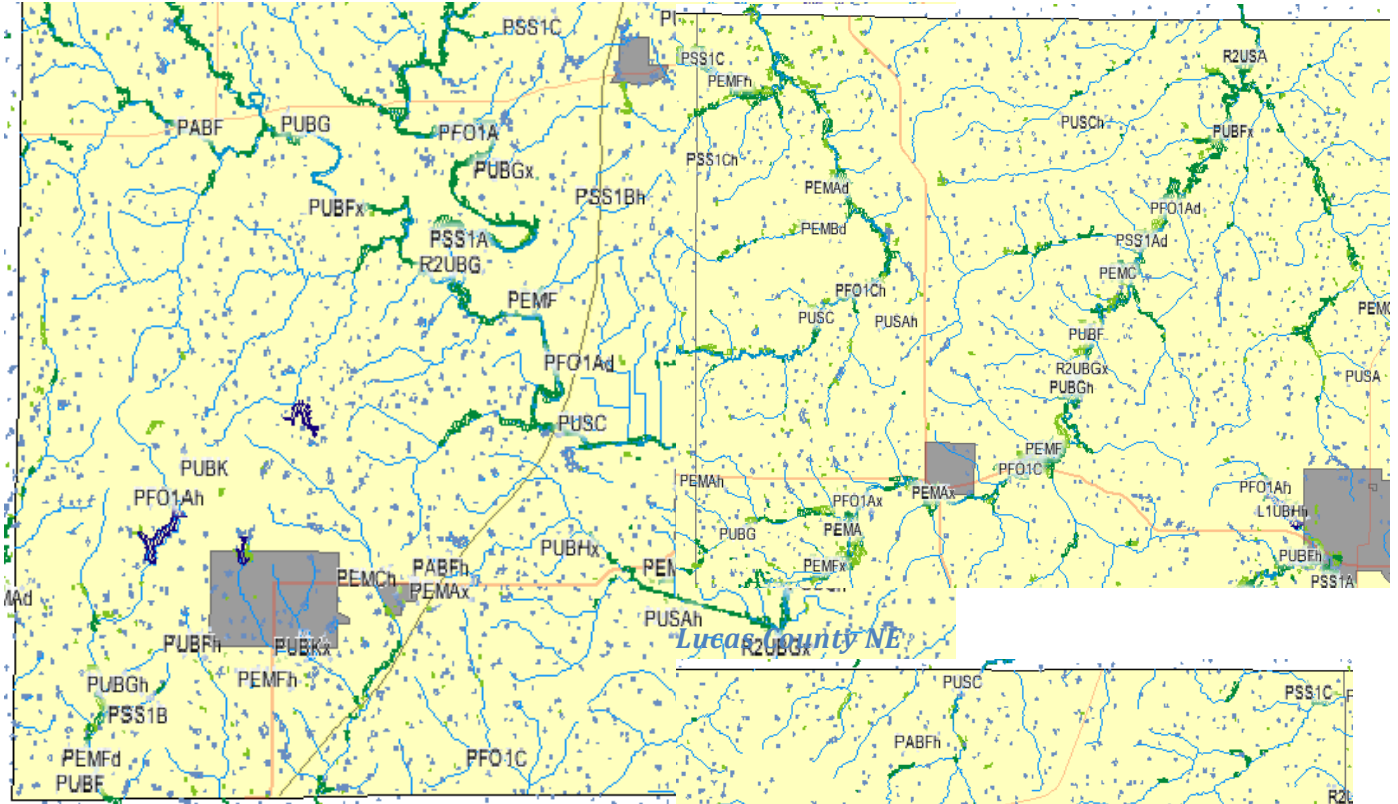 PSS1C
PABF
PUBG
PFO1A
PUBGx
PUBFx
PSS1Bh
PSS1A
R2UBG
PEMF
PFO1Ad
PUSC
PUBK
PFO1Ah
PUBHx
PEMCh
PABFh
PEMAx
PUSAh
PUBFh
PUBKx
PEMFh
PUBGh
PSS1B
PEMFd
PUBF
PFO1C
R2UBGx
PSS1C
PEMFh
R2USA
PUSCh
PUBFx
PSS1Ch
PEMAd
PFO1Ad
PEMBd
PSS1Ad
PEMC
PFO1Ch
PUSC
PUSAh
PUBF
R2UBGx
PUSA
PUBGh
PEMF
PFO1C
PEMAh
PEMAx
PFO1Ax
PFO1Ah
L1UBHh
PUBG
PEMA
PUBFh
PEMFx
PSS1A
Lucas County NE
PUSC
PSS1C
PABFh